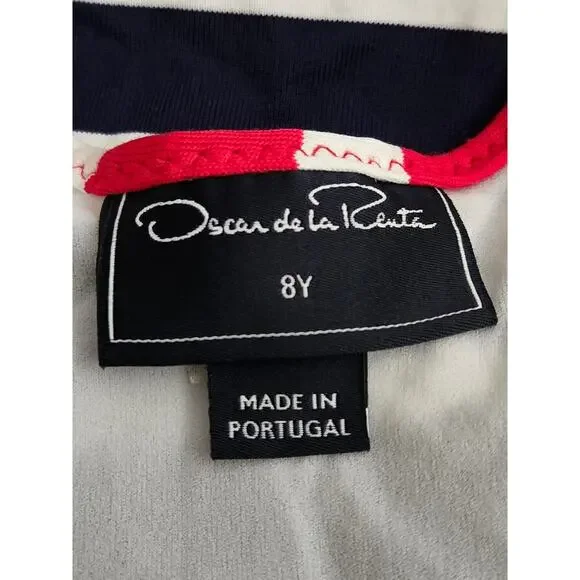 Oscar de la Renta
8Y
MADE IN
PORTUGAL